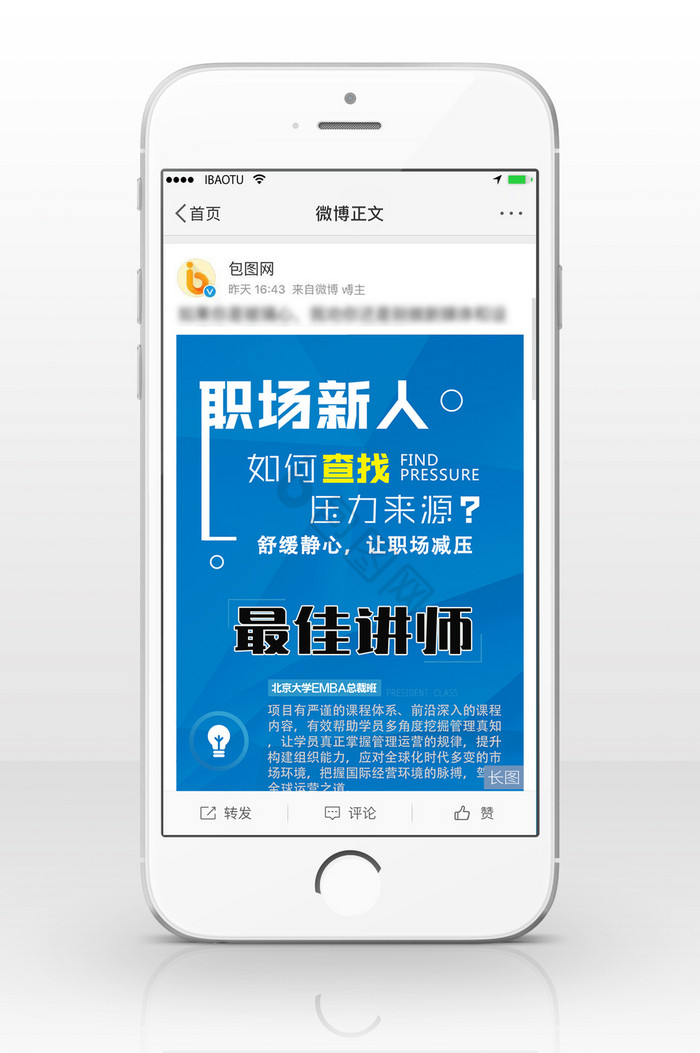 IBAOTU
首页
微博正文
包图网
昨天 16:43 来自微博
职场新人
如何查找 FIND
PRESSURE
压力来源?
舒缓静心，让职场减压
最佳讲师
北京大学EMBA总裁班 PRESIDENT CLASS
项目有严谨的课程体系、前沿深入的课程
内容，有效帮助学员多角度挖掘管理真知
，让学员真正掌握管理运营的规律，提升
构建组织能力，应对全球化时代多变的市
场环境，把握国际经营环境的脉搏，
长图
全球运营之道
转发
评论
赞